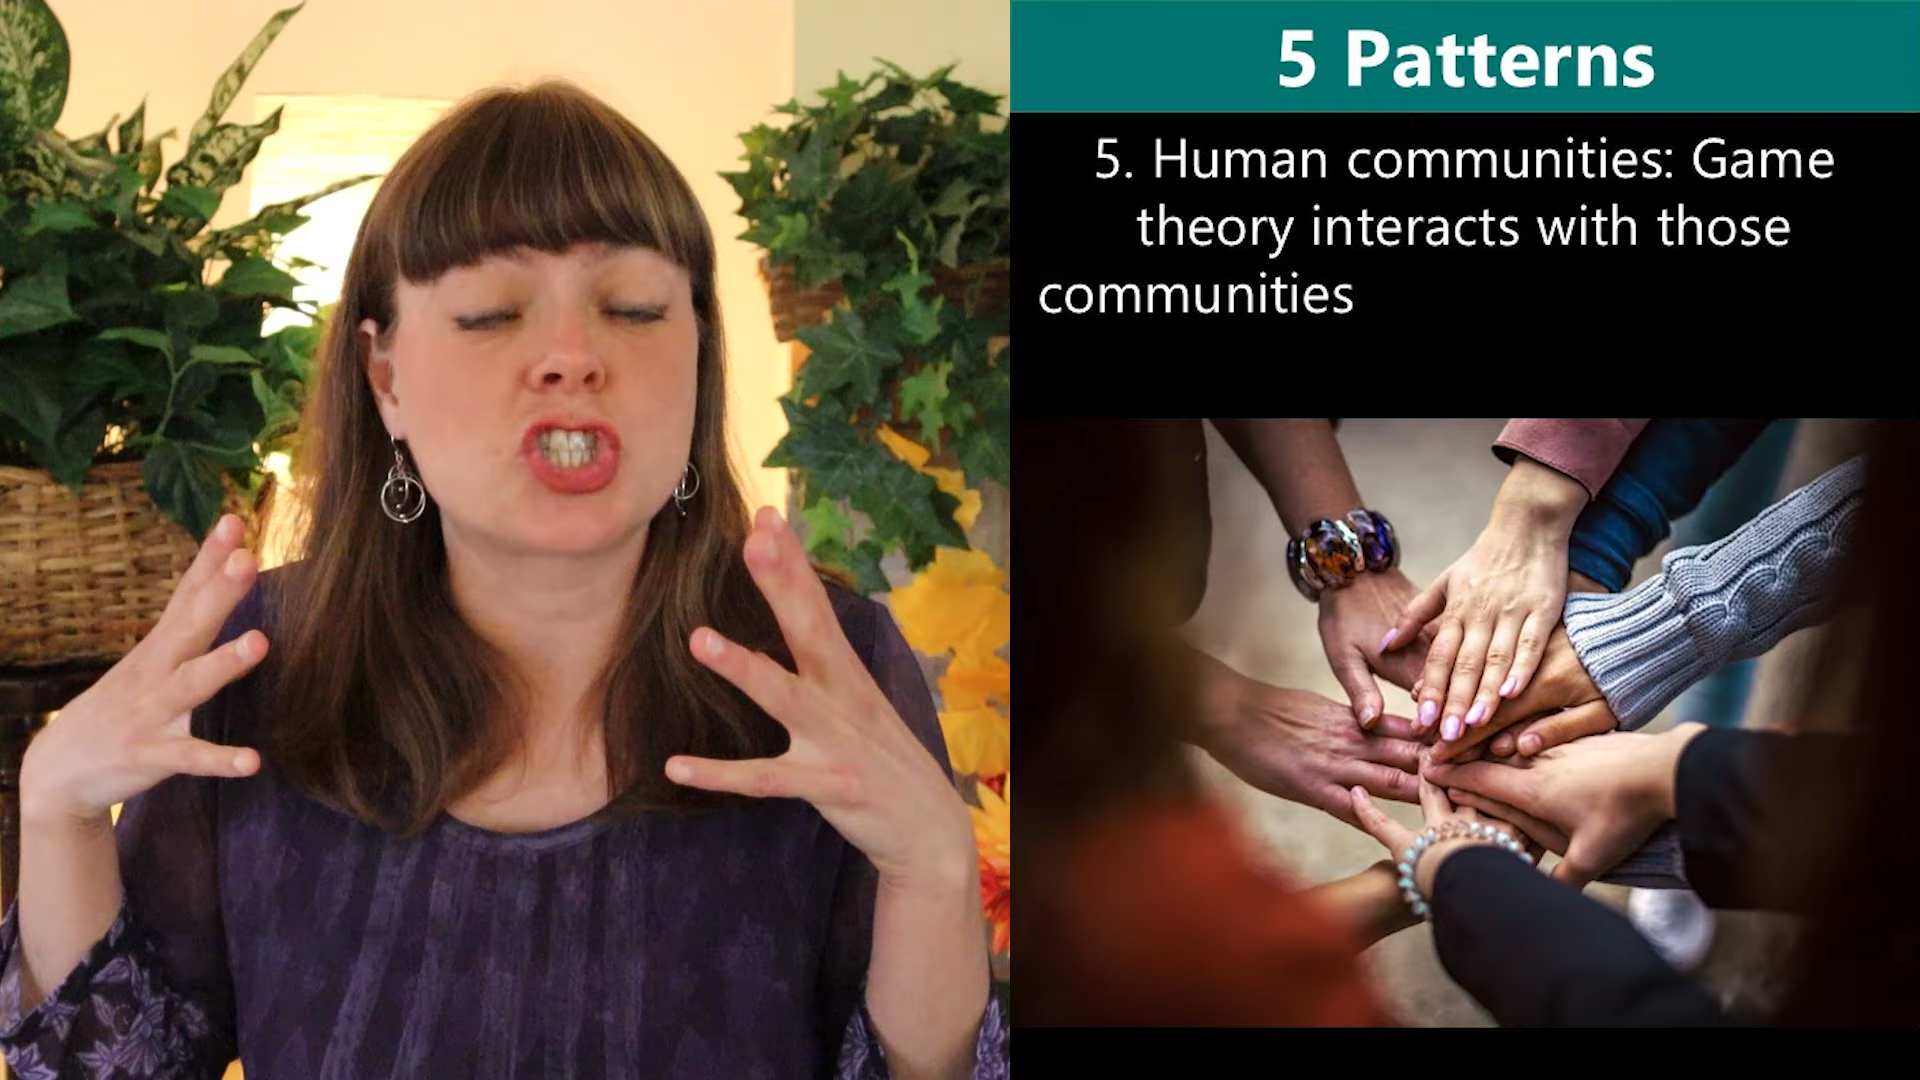 5 Patterns
5. Human communities: Game
theory interacts with those
communities